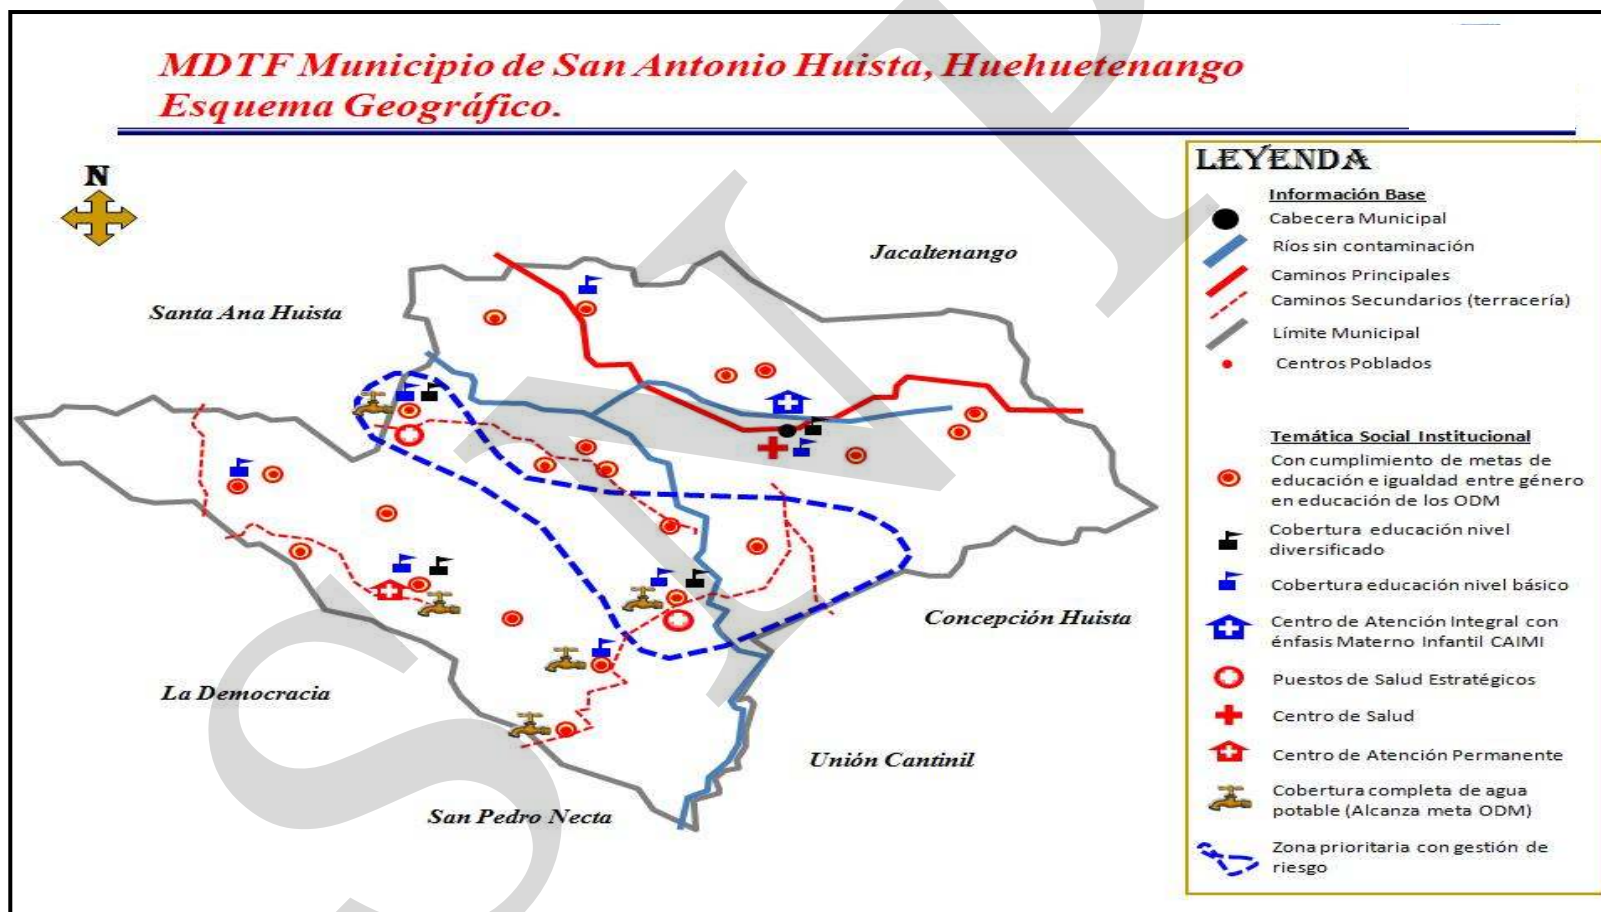 MDTF Municipio de San Antonio Huista, Huehuetenango
Esquema Geográfico.
N
Jacaltenango
Santa Ana Huista
Concepción Huista
La Democracia
Unión Cantinil
San Pedro Necta
LEYENDA
Información Base
Cabecera Municipal
Ríos sin contaminación
Caminos Principales
Caminos Secundarios (terracería)
Límite Municipal
Centros Poblados
Temática Social Institucional
Con cumplimiento de metas de
educación e igualdad entre género
en educación de los ODM
Cobertura educación nivel
diversificado
Cobertura educación nivel básico
Centro de Atención Integral con
énfasis Materno Infantil CAIMI
Puestos de Salud Estratégicos
Centro de Salud
Centro de Atención Permanente
Cobertura completa de agua
potable (Alcanza meta ODM)
Zona prioritaria con gestión de
riesgo